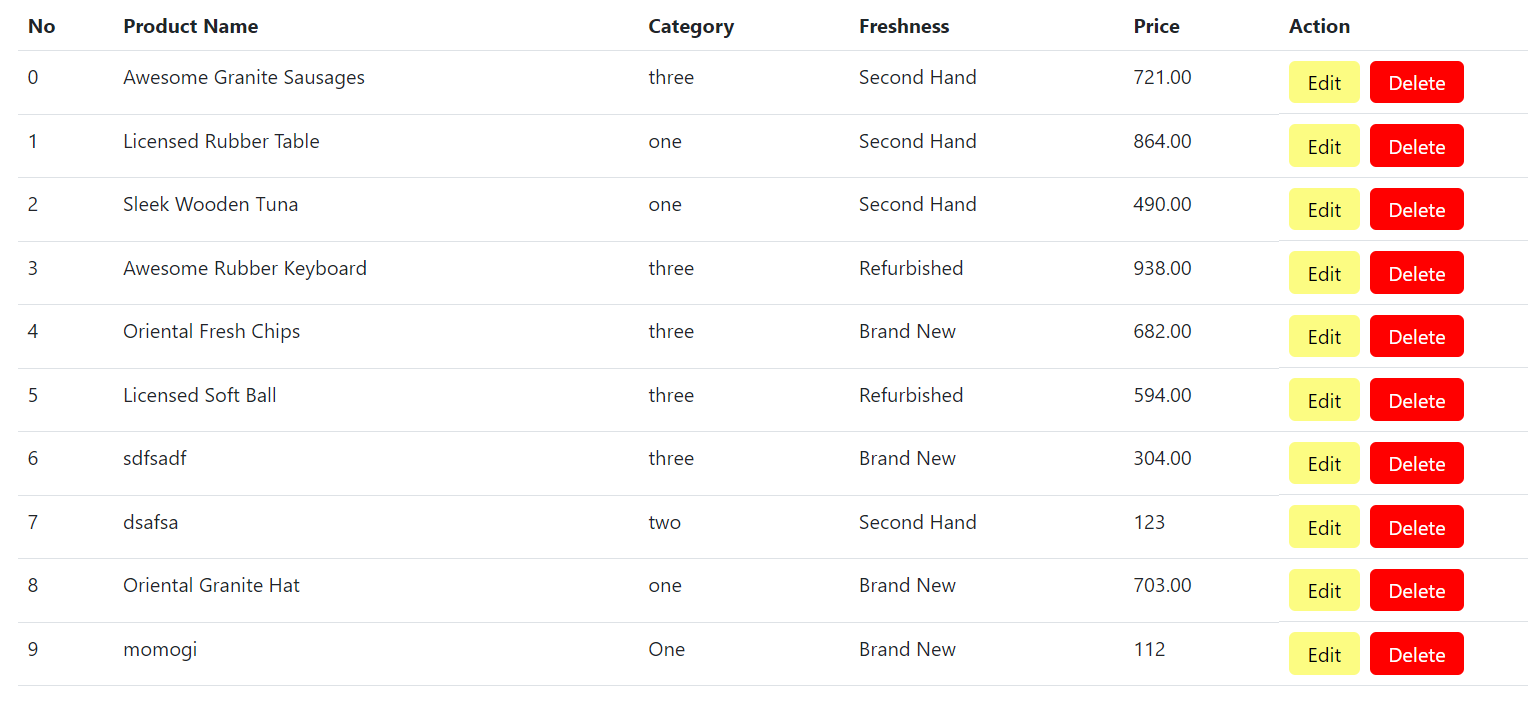 No Product Name Category Freshness Price Action
0 Awesome Granite Sausages three Second Hand 721.00 Edit Delete
1 Licensed Rubber Table one Second Hand 864.00 Edit Delete
2 Sleek Wooden Tuna one Second Hand 490.00 Edit Delete
3 Awesome Rubber Keyboard three Refurbished 938.00 Edit Delete
4 Oriental Fresh Chips three Brand New 682.00 Edit Delete
5 Licensed Soft Ball three Refurbished 594.00 Edit Delete
6 sdfsadf three Brand New 304.00 Edit Delete
7 dsafsa two Second Hand 123 Edit Delete
8 Oriental Granite Hat one Brand New 703.00 Edit Delete
9 momogi One Brand New 112 Edit Delete